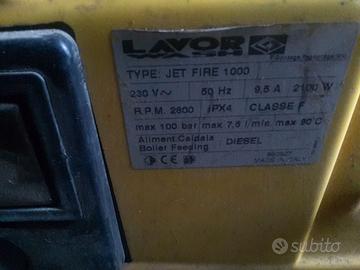 LAVOR
TYPE: JET FIRE 1000
230 V~ 50 Hz 9,5 A 2100 W
R.P.M. 2800 IPX4 CLASSE F
max 100 bar max 7,5 l/min. max 90°C
Aliment.Caldaia
Boiler Feeding DIESEL
CE
MADE IN ITALY
subito